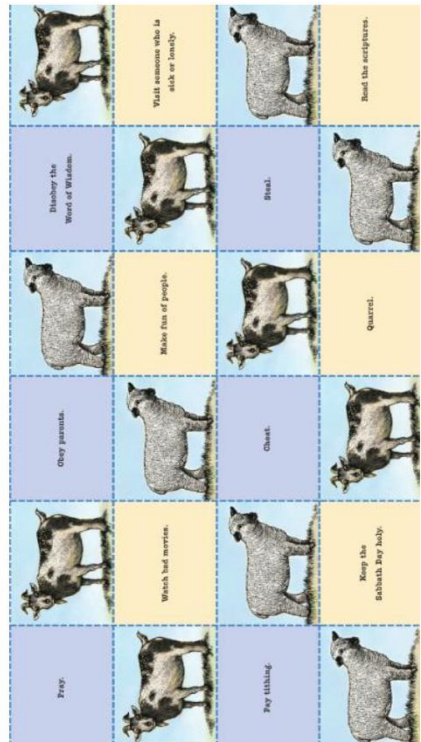 Pray.
Obey parents.
Disobey the
Word of Wisdom.
Watch bad movies.
Make fun of people.
Visit someone who is
sick or lonely.
Pay tithing.
Cheat.
Steal.
Keep the
Sabbath Day holy.
Quarrel.
Read the scriptures.